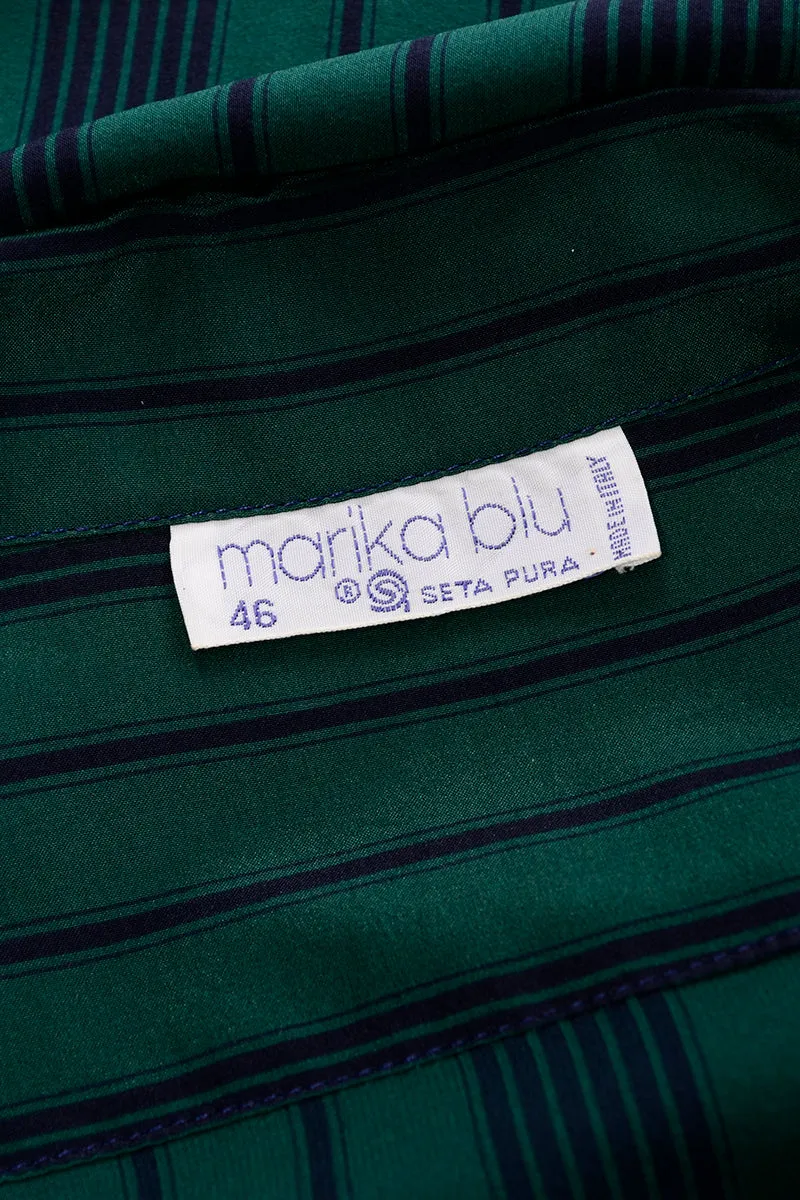 marika blu
46 ® SETA PURA
MADE IN ITALY